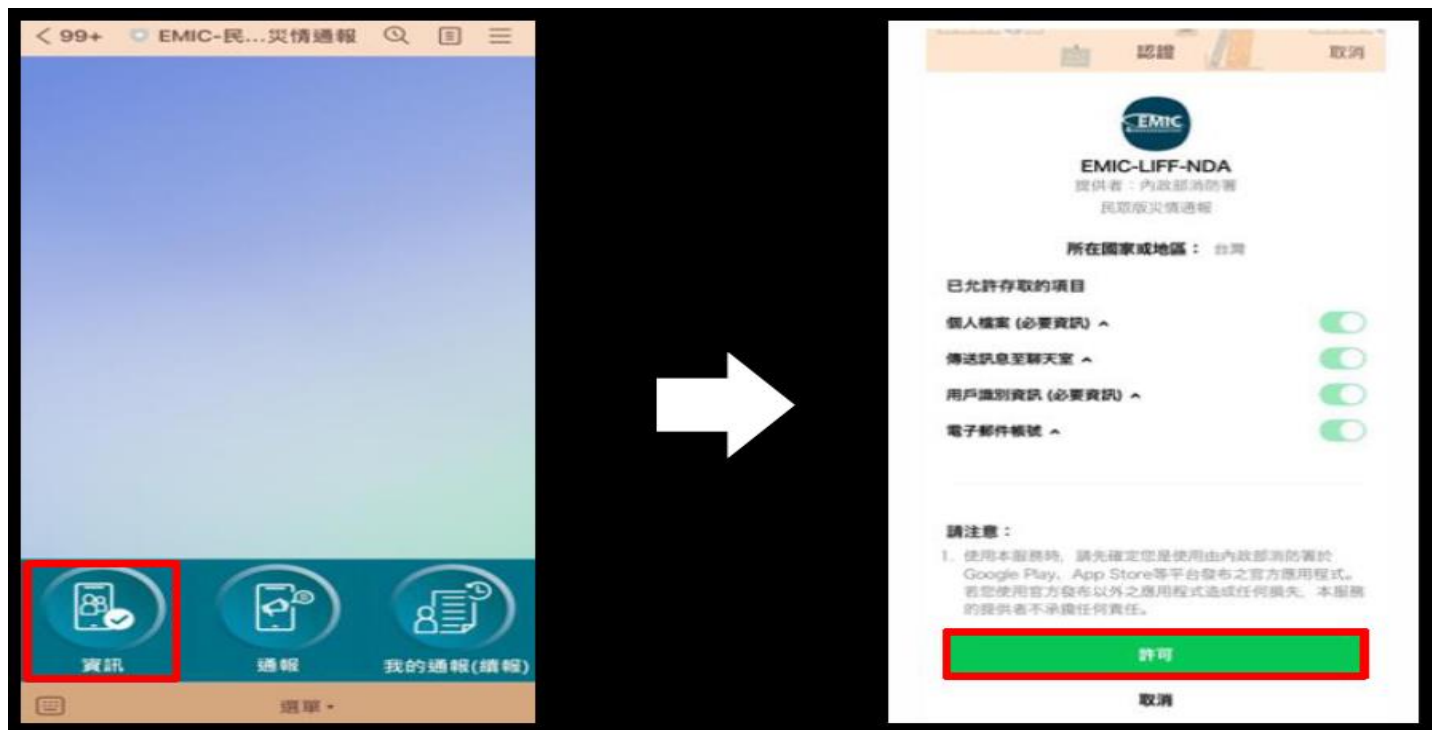 < 99+ EMIC-民...災情通報
資訊
通報
我的通報(續報)
選單
認證
取消
EMIC
EMIC-LIFF-NDA
提供者：內政部消防署
民眾版災情通報
所在國家或地區： 台灣
已允許存取的項目
個人檔案 (必要資訊)
傳送訊息至聊天室
用戶識別資訊 (必要資訊)
電子郵件帳號
請注意：
1. 使用本服務時，請先確定您是使用由內政部消防署於
Google Play、App Store等平台發布之官方應用程式。
若您使用官方發布以外之應用程式造成任何損失，本服務
的提供者不承擔任何責任。
許可
取消